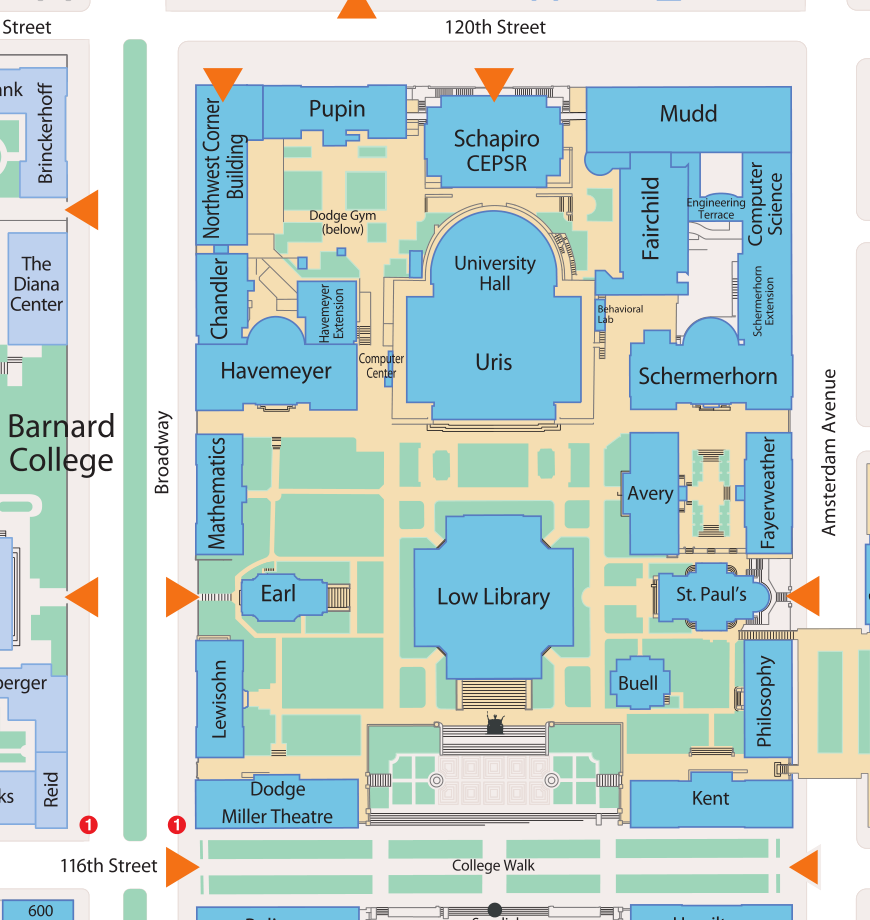 Street
120th Street
nk
Brinckerhoff
Northwest Corner
Building
Pupin
Schapiro
CEPSR
Mudd
Fairchild
Engineering
Terrace
Computer
Science
Dodge Gym
(below)
The
Diana
Center
Chandler
Havemeyer
Extension
University
Hall
Behavioral
Lab
Schermerhorn
Extension
Computer
Center
Uris
Havemeyer
Schermerhorn
Barnard
College
Broadway
Amsterdam Avenue
Mathematics
Avery
Fayerweather
Earl
Low Library
St. Paul's
Lewisohn
Buell
Philosophy
berger
ks
Reid
Dodge
Miller Theatre
Kent
1
1
116th Street
College Walk
600